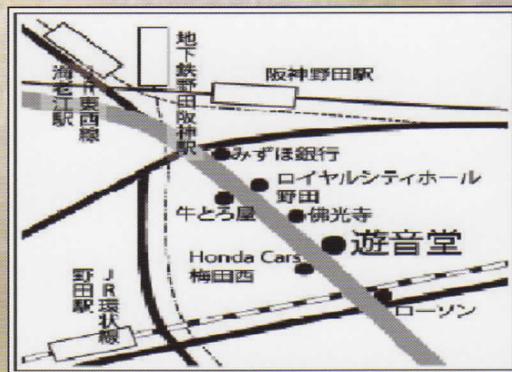 JR東西線
海老江駅
地下鉄野田阪神駅
阪神野田駅
みずほ銀行
ロイヤルシティホール
野田
牛とろ屋
佛光寺
遊音堂
Honda Cars
梅田西
JR環状線
野田駅
ローソン